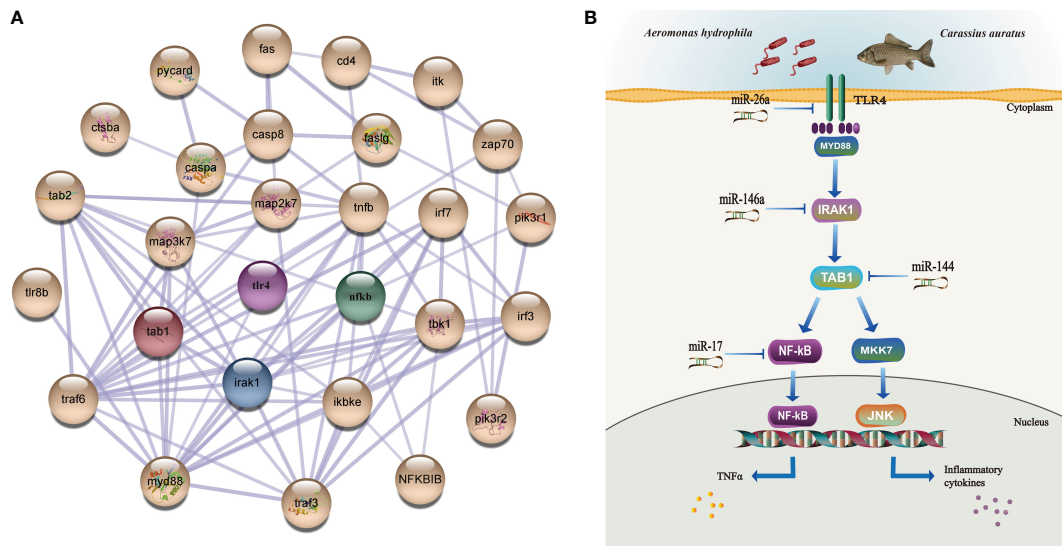 A
fas
cd4
itk
pycard
ctsba
casp8
faslg
zap70
caspa
tab2
map2k7
tnfb
irf7
pik3r1
map3k7
tlr8b
tlr4
nfkb
tbk1
irf3
tab1
traf6
irak1
ikbke
pik3r2
myd88
traf3
NFKBIB
B
Aeromonas hydrophila
Carassius auratus
TLR4
miR-26a
Cytoplasm
MYD88
miR-146a
IRAK1
TAB1
miR-144
miR-17
NF-kB
MKK7
NF-kB
JNK
Nucleus
TNFα
Inflammatory
cytokines